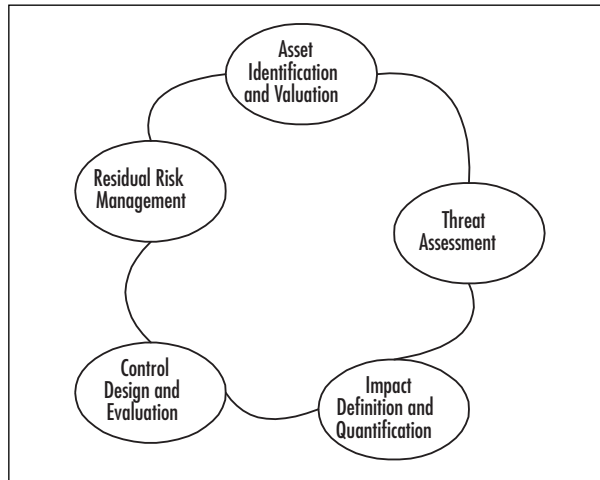 Asset
Identification
and Valuation
Threat
Assessment
Impact
Definition and
Quantification
Control
Design and
Evaluation
Residual Risk
Management